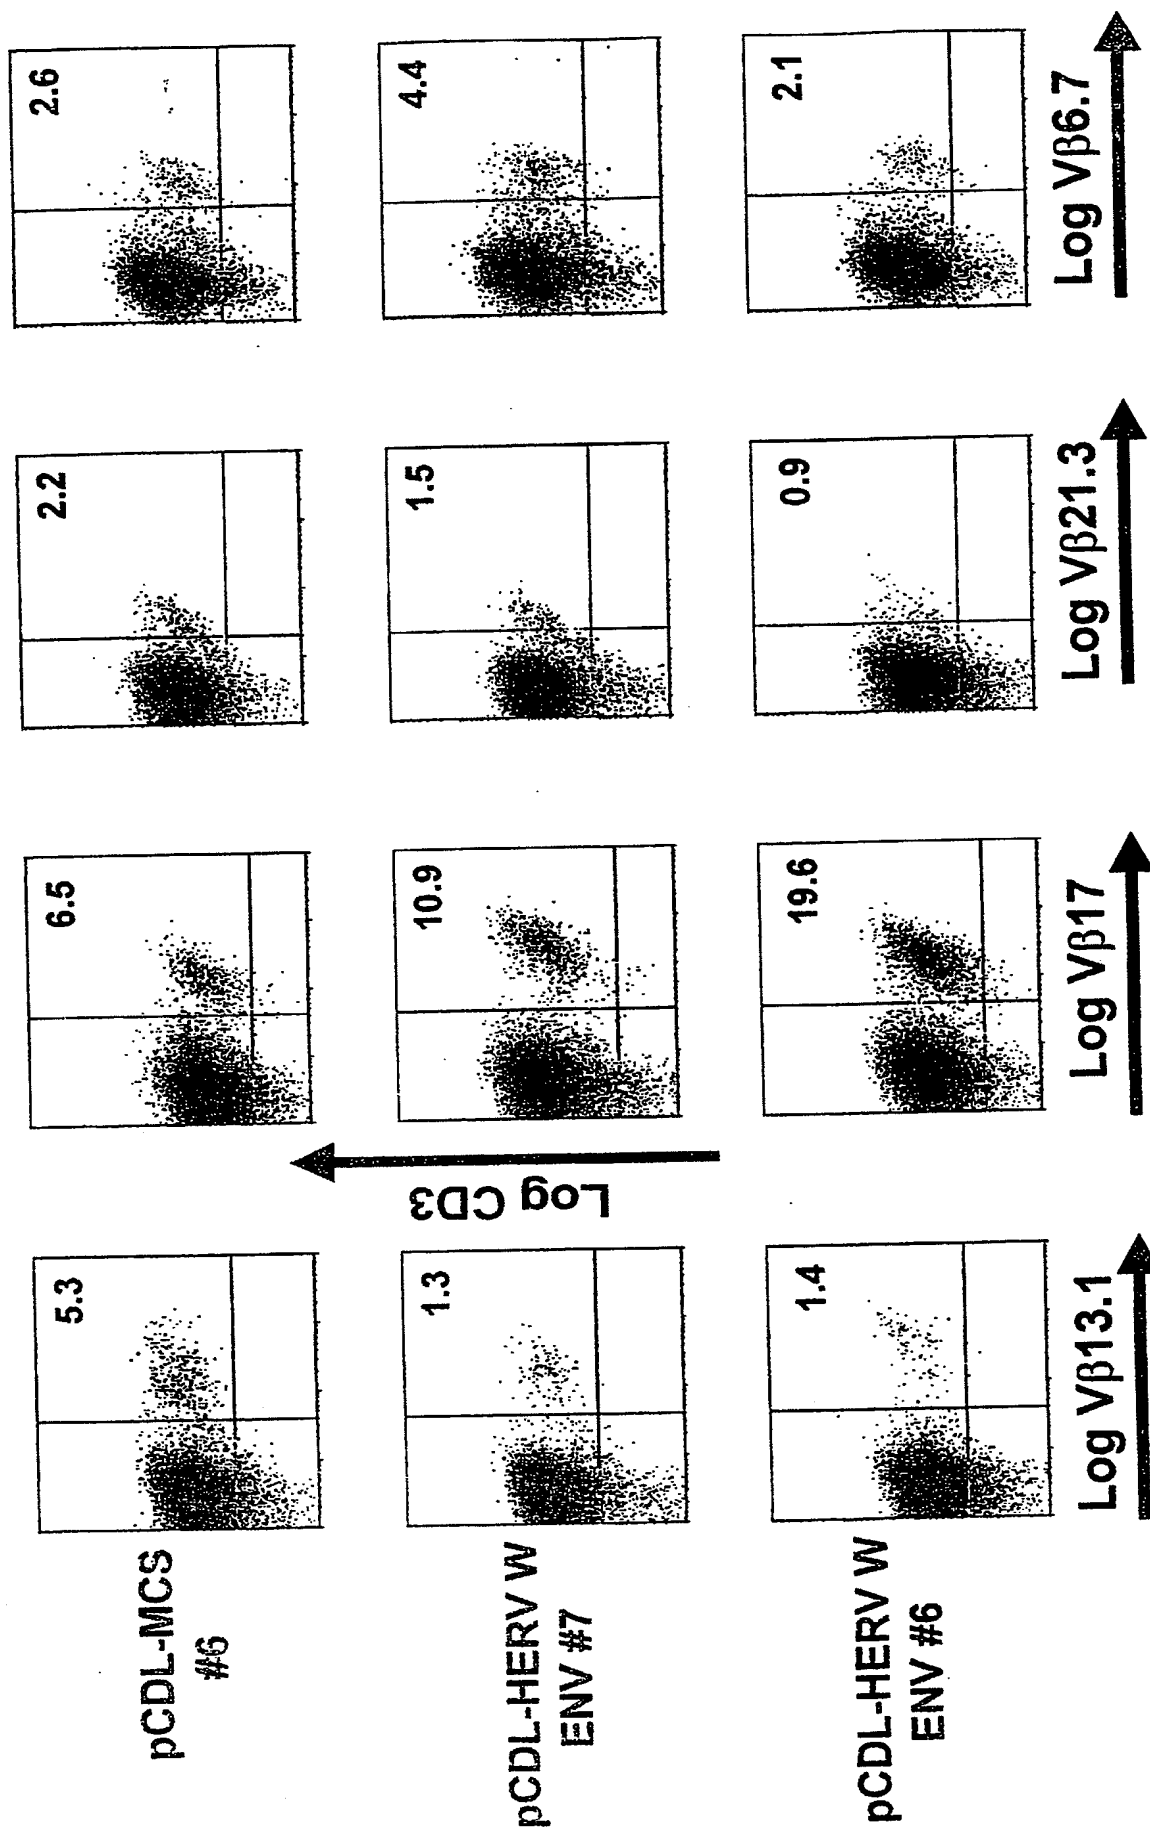 pCDL-MCS
#6
5.3
6.5
2.2
2.6
pCDL-HERV W
ENV #7
1.3
Log CD3
10.9
1.5
4.4
pCDL-HERV W
ENV #6
1.4
19.6
0.9
2.1
Log Vβ13.1
Log Vβ17
Log Vβ21.3
Log Vβ6.7